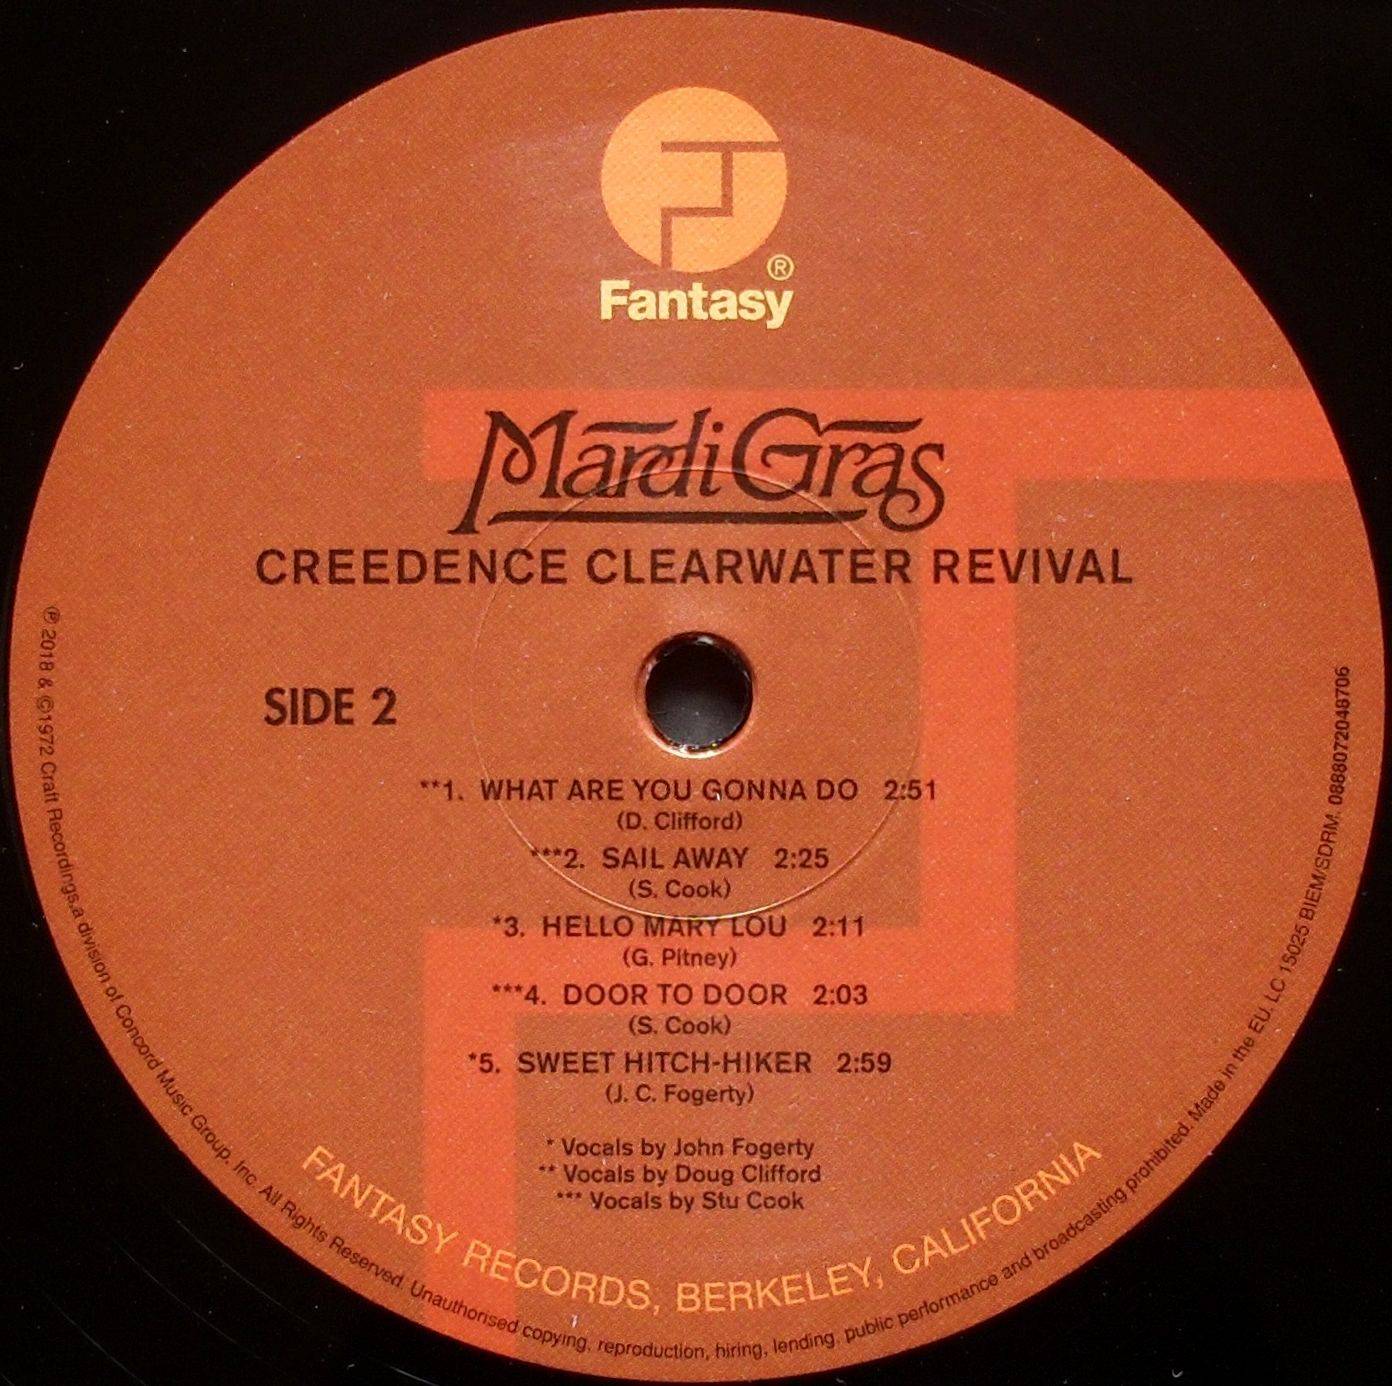 ®
Fantasy
Mardi Gras
CREEDENCE CLEARWATER REVIVAL
SIDE 2
**1. WHAT ARE YOU GONNA DO 2:51
(D. Clifford)
***2. SAIL AWAY 2:25
(S. Cook)
*3. HELLO MARY LOU 2:11
(G. Pitney)
***4. DOOR TO DOOR 2:03
(S. Cook)
*5. SWEET HITCH-HIKER 2:59
(J. C. Fogerty)
* Vocals by John Fogerty
** Vocals by Doug Clifford
*** Vocals by Stu Cook
FANTASY RECORDS, BERKELEY, CALIFORNIA
℗ 2018 & ©1972 Craft Recordings,a division of Concord Music Group, Inc. All Rights Reserved. Unauthorised copying, reproduction, hiring, lending, public performance and broadcasting prohibited. Made in the EU. LC 15025 BIEM/SDRM. 0888072048706